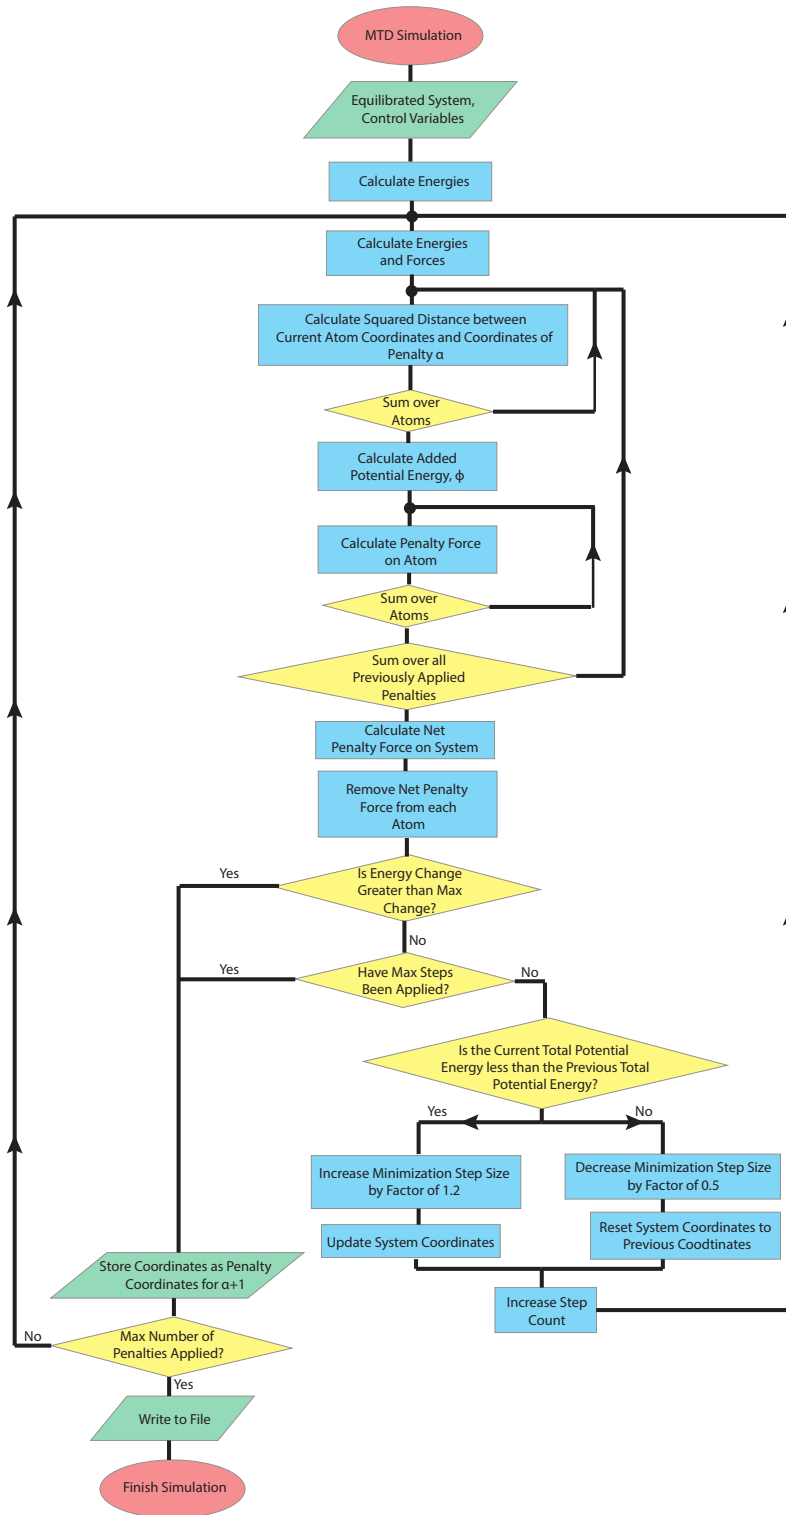 MTD Simulation
Equilibrated System,
Control Variables
Calculate Energies
Calculate Energies
and Forces
Calculate Squared Distance between
Current Atom Coordinates and Coordinates of
Penalty α
Sum over
Atoms
Calculate Added
Potential Energy, ϕ
Calculate Penalty Force
on Atom
Sum over
Atoms
Sum over all
Previously Applied
Penalties
Calculate Net
Penalty Force on System
Remove Net Penalty
Force from each
Atom
Yes
Is Energy Change
Greater than Max
Change?
No
Yes
Have Max Steps
Been Applied?
No
Is the Current Total Potential
Energy less than the Previous Total
Potential Energy?
Yes
No
Increase Minimization Step Size
by Factor of 1.2
Decrease Minimization Step Size
by Factor of 0.5
Update System Coordinates
Reset System Coordinates to
Previous Coodtinates
Store Coordinates as Penalty
Coordinates for α+1
Increase Step
Count
No
Max Number of
Penalties Applied?
Yes
Write to File
Finish Simulation